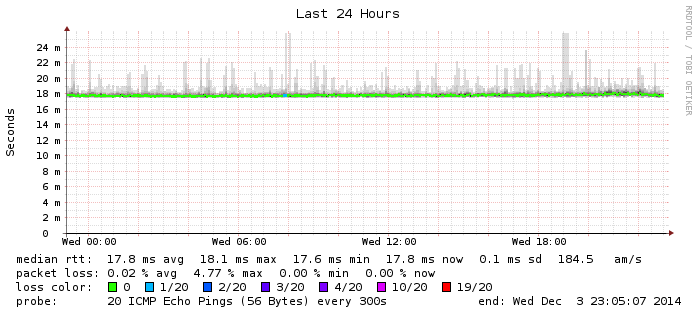 Last 24 Hours
RRDTOOL / TOBI OETIKER
Seconds
24 m
22 m
20 m
18 m
16 m
14 m
12 m
10 m
8 m
6 m
4 m
2 m
0
Wed 00:00 Wed 06:00 Wed 12:00 Wed 18:00
median rtt: 17.8 ms avg 18.1 ms max 17.6 ms min 17.8 ms now 0.1 ms sd 184.5 am/s
packet loss: 0.02 % avg 4.77 % max 0.00 % min 0.00 % now
loss color: 0 1/20 2/20 3/20 4/20 10/20 19/20
probe: 20 ICMP Echo Pings (56 Bytes) every 300s end: Wed Dec 3 23:05:07 2014